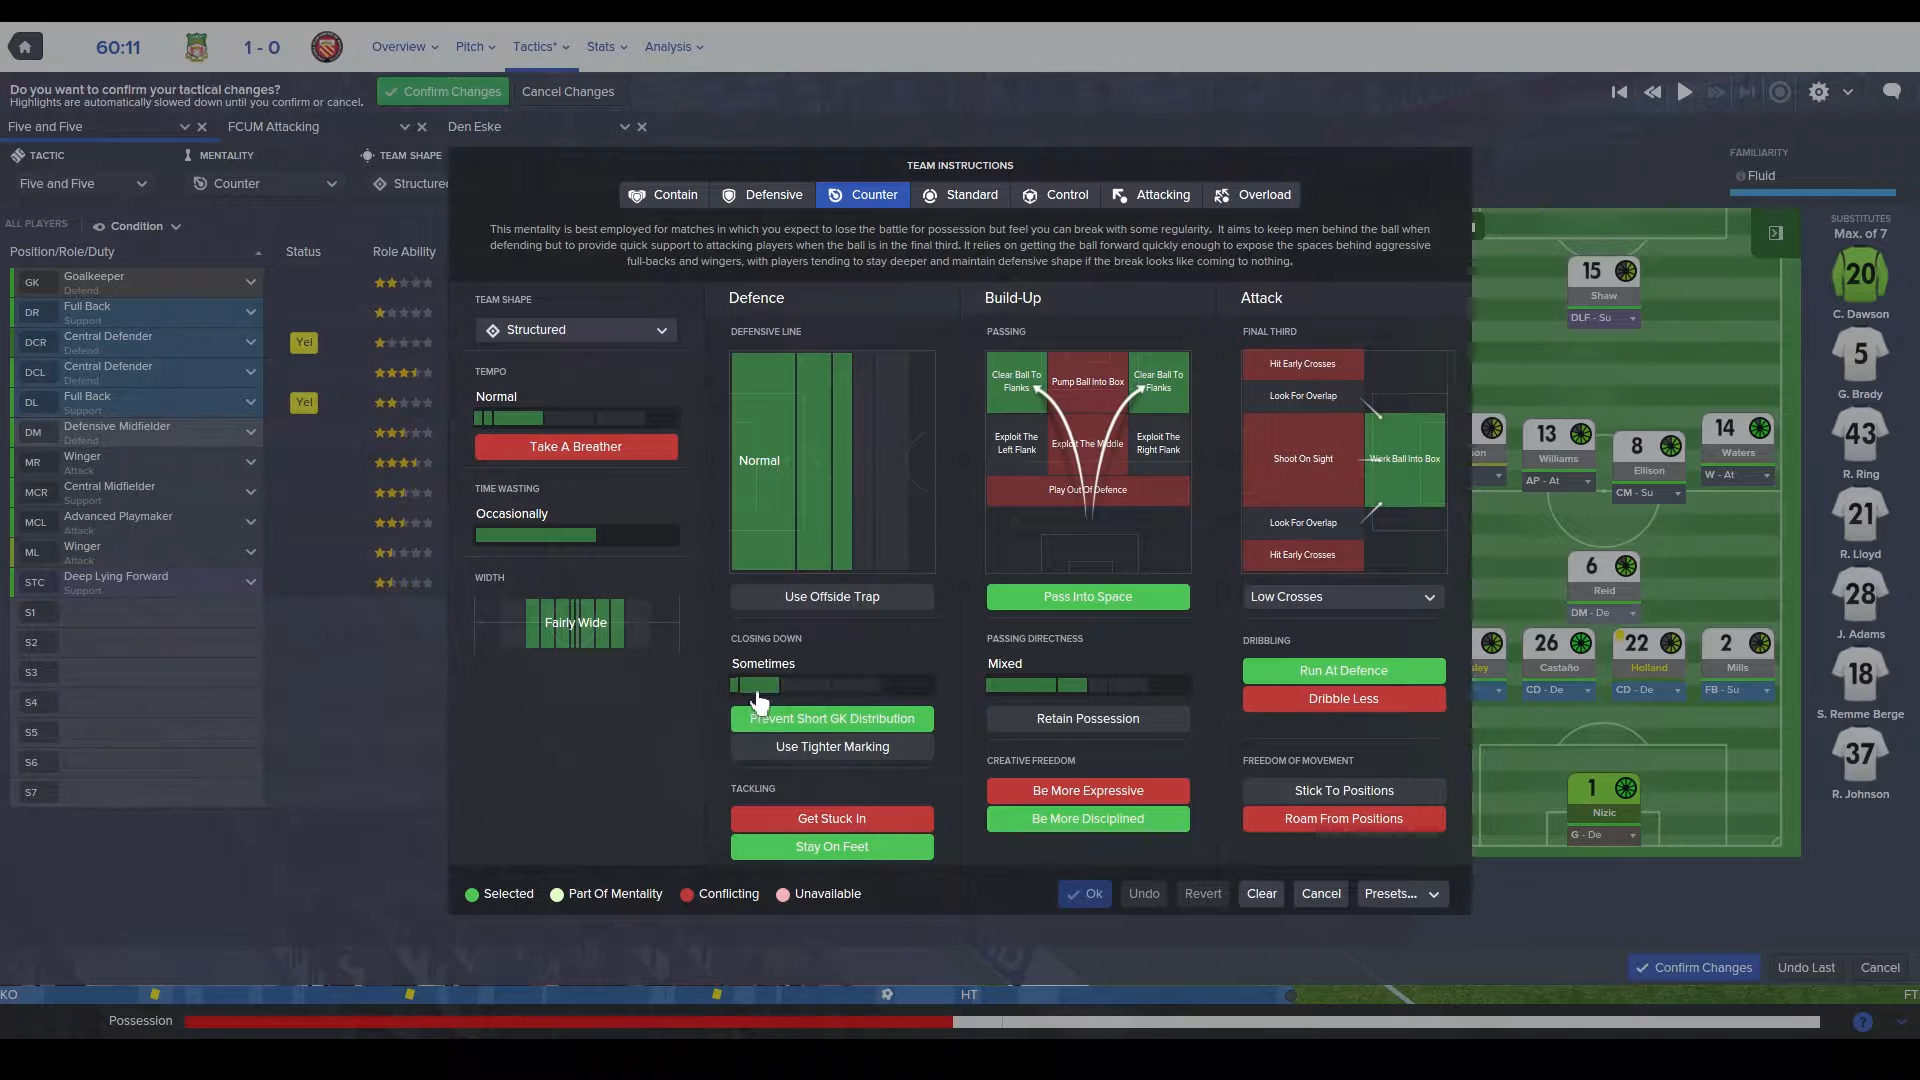 60:11
1 - 0
Overview
Pitch
Tactics*
Stats
Analysis
Do you want to confirm your tactical changes?
Highlights are automatically slowed down until you confirm or cancel.
Confirm Changes
Cancel Changes
Five and Five
FCUM Attacking
Den Eske
TACTIC
MENTALITY
TEAM SHAPE
Five and Five
Counter
Structured
FAMILIARITY
Fluid
ALL PLAYERS
Condition
Position/Role/Duty
Status
Role Ability
GK
Goalkeeper
Defend
DR
Full Back
Support
DCR
Central Defender
Defend
Yel
DCL
Central Defender
Defend
DL
Full Back
Support
Yel
DM
Defensive Midfielder
Defend
MR
Winger
Attack
MCR
Central Midfielder
Support
MCL
Advanced Playmaker
Attack
ML
Winger
Attack
STC
Deep Lying Forward
Support
S1
S2
S3
S4
S5
S6
S7
TEAM INSTRUCTIONS
Contain
Defensive
Counter
Standard
Control
Attacking
Overload
This mentality is best employed for matches in which you expect to lose the battle for possession but feel you can break with some regularity. It aims to keep men behind the ball when
defending but to provide quick support to attacking players when the ball is in the final third. It relies on getting the ball forward quickly enough to expose the spaces behind aggressive
full-backs and wingers, with players tending to stay deeper and maintain defensive shape if the break looks like coming to nothing.
TEAM SHAPE
Structured
TEMPO
Normal
Take A Breather
TIME WASTING
Occasionally
WIDTH
Fairly Wide
Defence
DEFENSIVE LINE
Normal
Use Offside Trap
CLOSING DOWN
Sometimes
Prevent Short GK Distribution
Use Tighter Marking
TACKLING
Get Stuck In
Stay On Feet
Build-Up
PASSING
Clear Ball To
Flanks
Pump Ball Into Box
Clear Ball To
Flanks
Exploit The
Left Flank
Exploit The Middle
Exploit The
Right Flank
Play Out Of Defence
Pass Into Space
PASSING DIRECTNESS
Mixed
Retain Possession
CREATIVE FREEDOM
Be More Expressive
Be More Disciplined
Attack
FINAL THIRD
Hit Early Crosses
Look For Overlap
Shoot On Sight
Work Ball Into Box
Look For Overlap
Hit Early Crosses
Low Crosses
DRIBBLING
Run At Defence
Dribble Less
FREEDOM OF MOVEMENT
Stick To Positions
Roam From Positions
Selected
Part Of Mentality
Conflicting
Unavailable
Ok
Undo
Revert
Clear
Cancel
Presets...
15
Shaw
DLF - Su
son
13
Williams
AP - At
8
Ellison
CM - Su
14
Waters
W - At
6
Reid
DM - De
sley
26
Castaño
CD - De
22
Holland
CD - De
2
Mills
FB - Su
1
Nizic
G - De
SUBSTITUTES
Max. of 7
20
C. Dawson
5
G. Brady
43
R. Ring
21
R. Lloyd
28
J. Adams
18
S. Remme Berge
37
R. Johnson
Confirm Changes
Undo Last
Cancel
KO
HT
FT
Possession
?